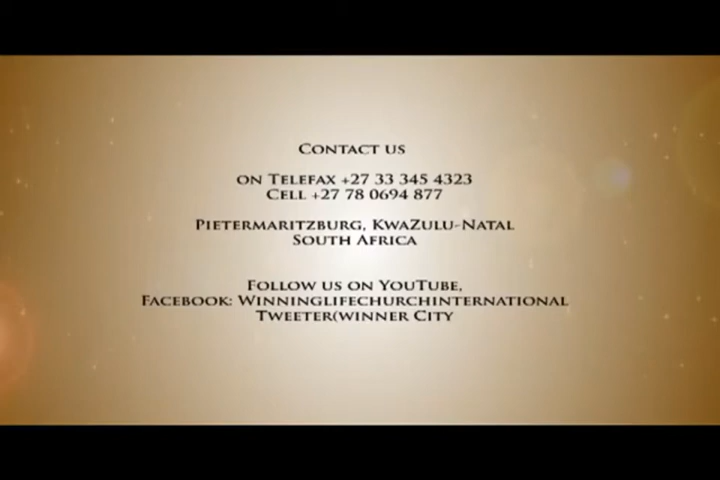 Contact us
on Telefax +27 33 345 4323
Cell +27 78 0694 877
Pietermaritzburg, KwaZulu-Natal
South Africa
Follow us on YouTube,
Facebook: Winninglifechurchinternational
Tweeter(winner City